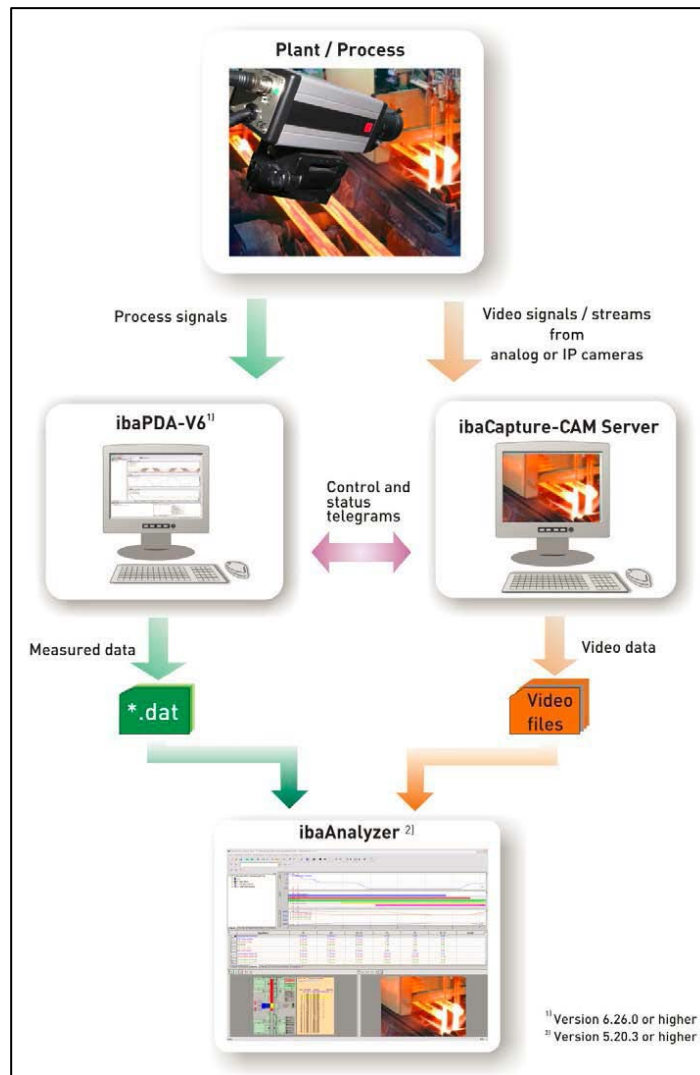 Plant / Process
Process signals
Video signals / streams
from
analog or IP cameras
ibaPDA-V6¹⁾
ibaCapture-CAM Server
Control and
status
telegrams
Measured data
Video data
*.dat
Video
files
ibaAnalyzer ²⁾
¹⁾ Version 6.26.0 or higher
²⁾ Version 5.20.3 or higher